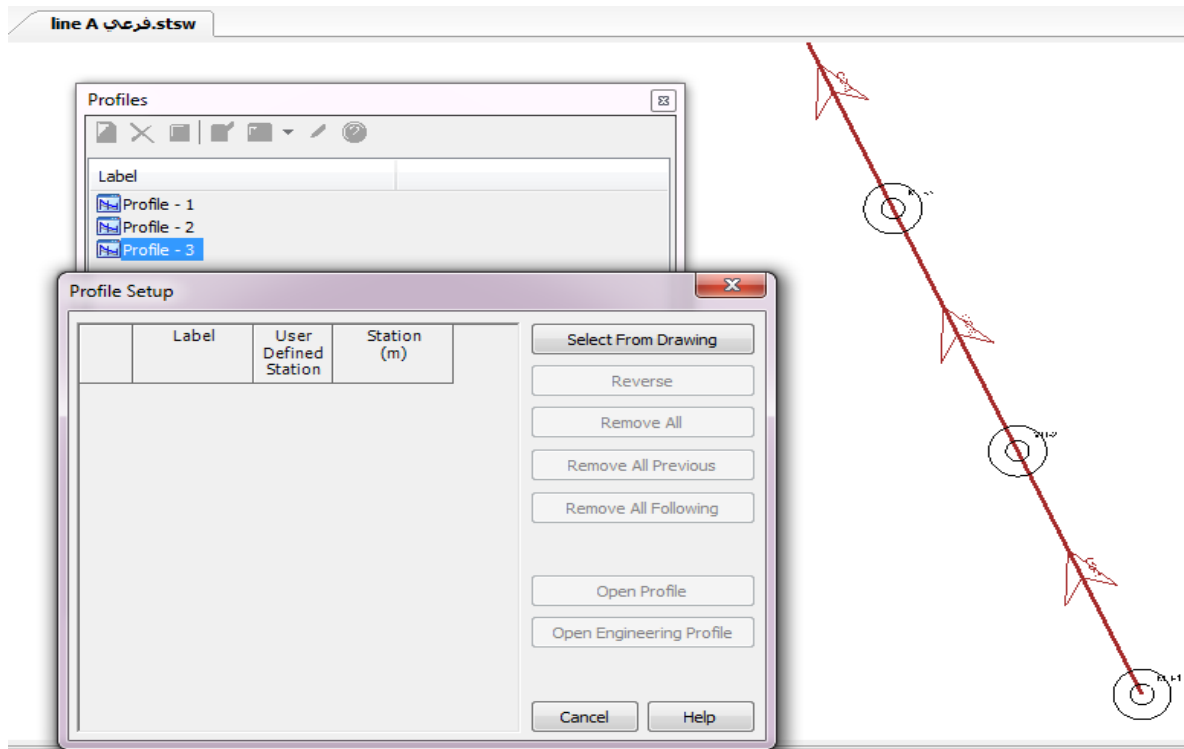 line A فرعي.stsw
Profiles
Label
Profile - 1
Profile - 2
Profile - 3
Profile Setup
Label
User Defined Station
Station (m)
Select From Drawing
Reverse
Remove All
Remove All Previous
Remove All Following
Open Profile
Open Engineering Profile
Cancel
Help